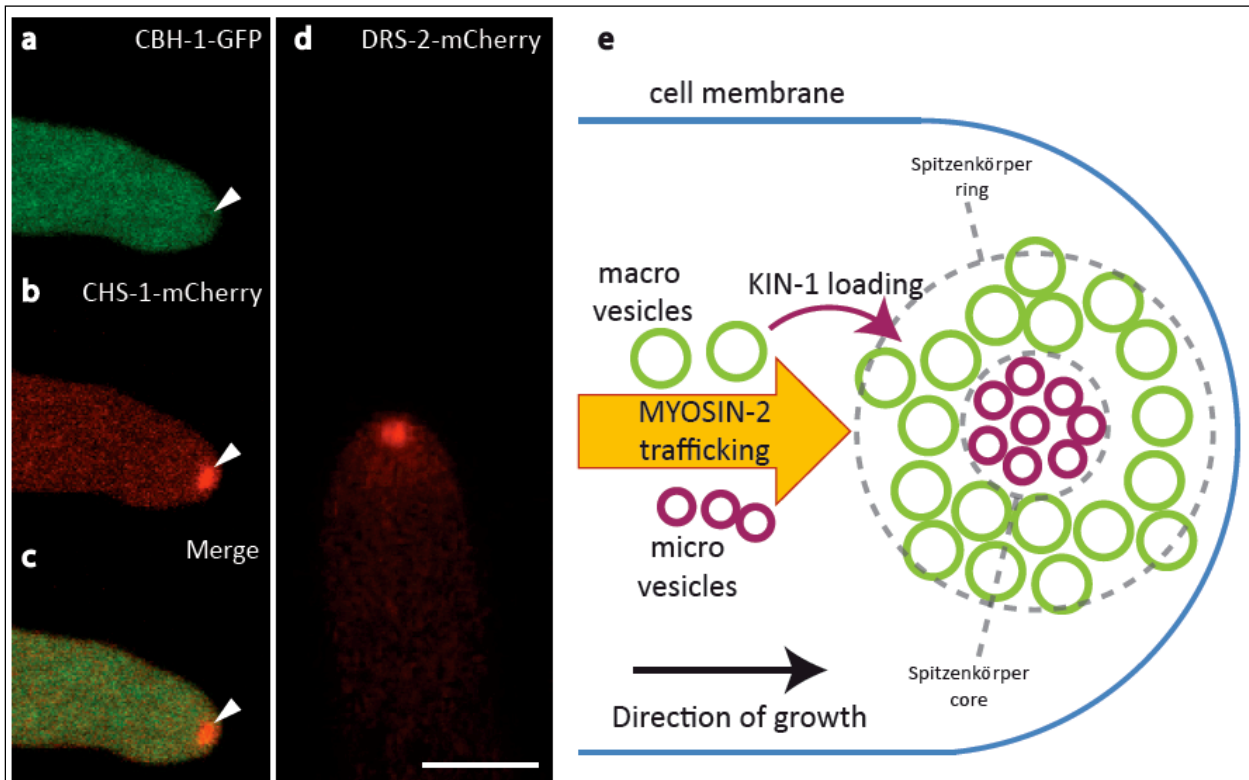 a
CBH-1-GFP
b
CHS-1-mCherry
c
Merge
d
DRS-2-mCherry
e
cell membrane
Spitzenkörper
ring
macro
vesicles
KIN-1 loading
MYOSIN-2
trafficking
micro
vesicles
Spitzenkörper
core
Direction of growth